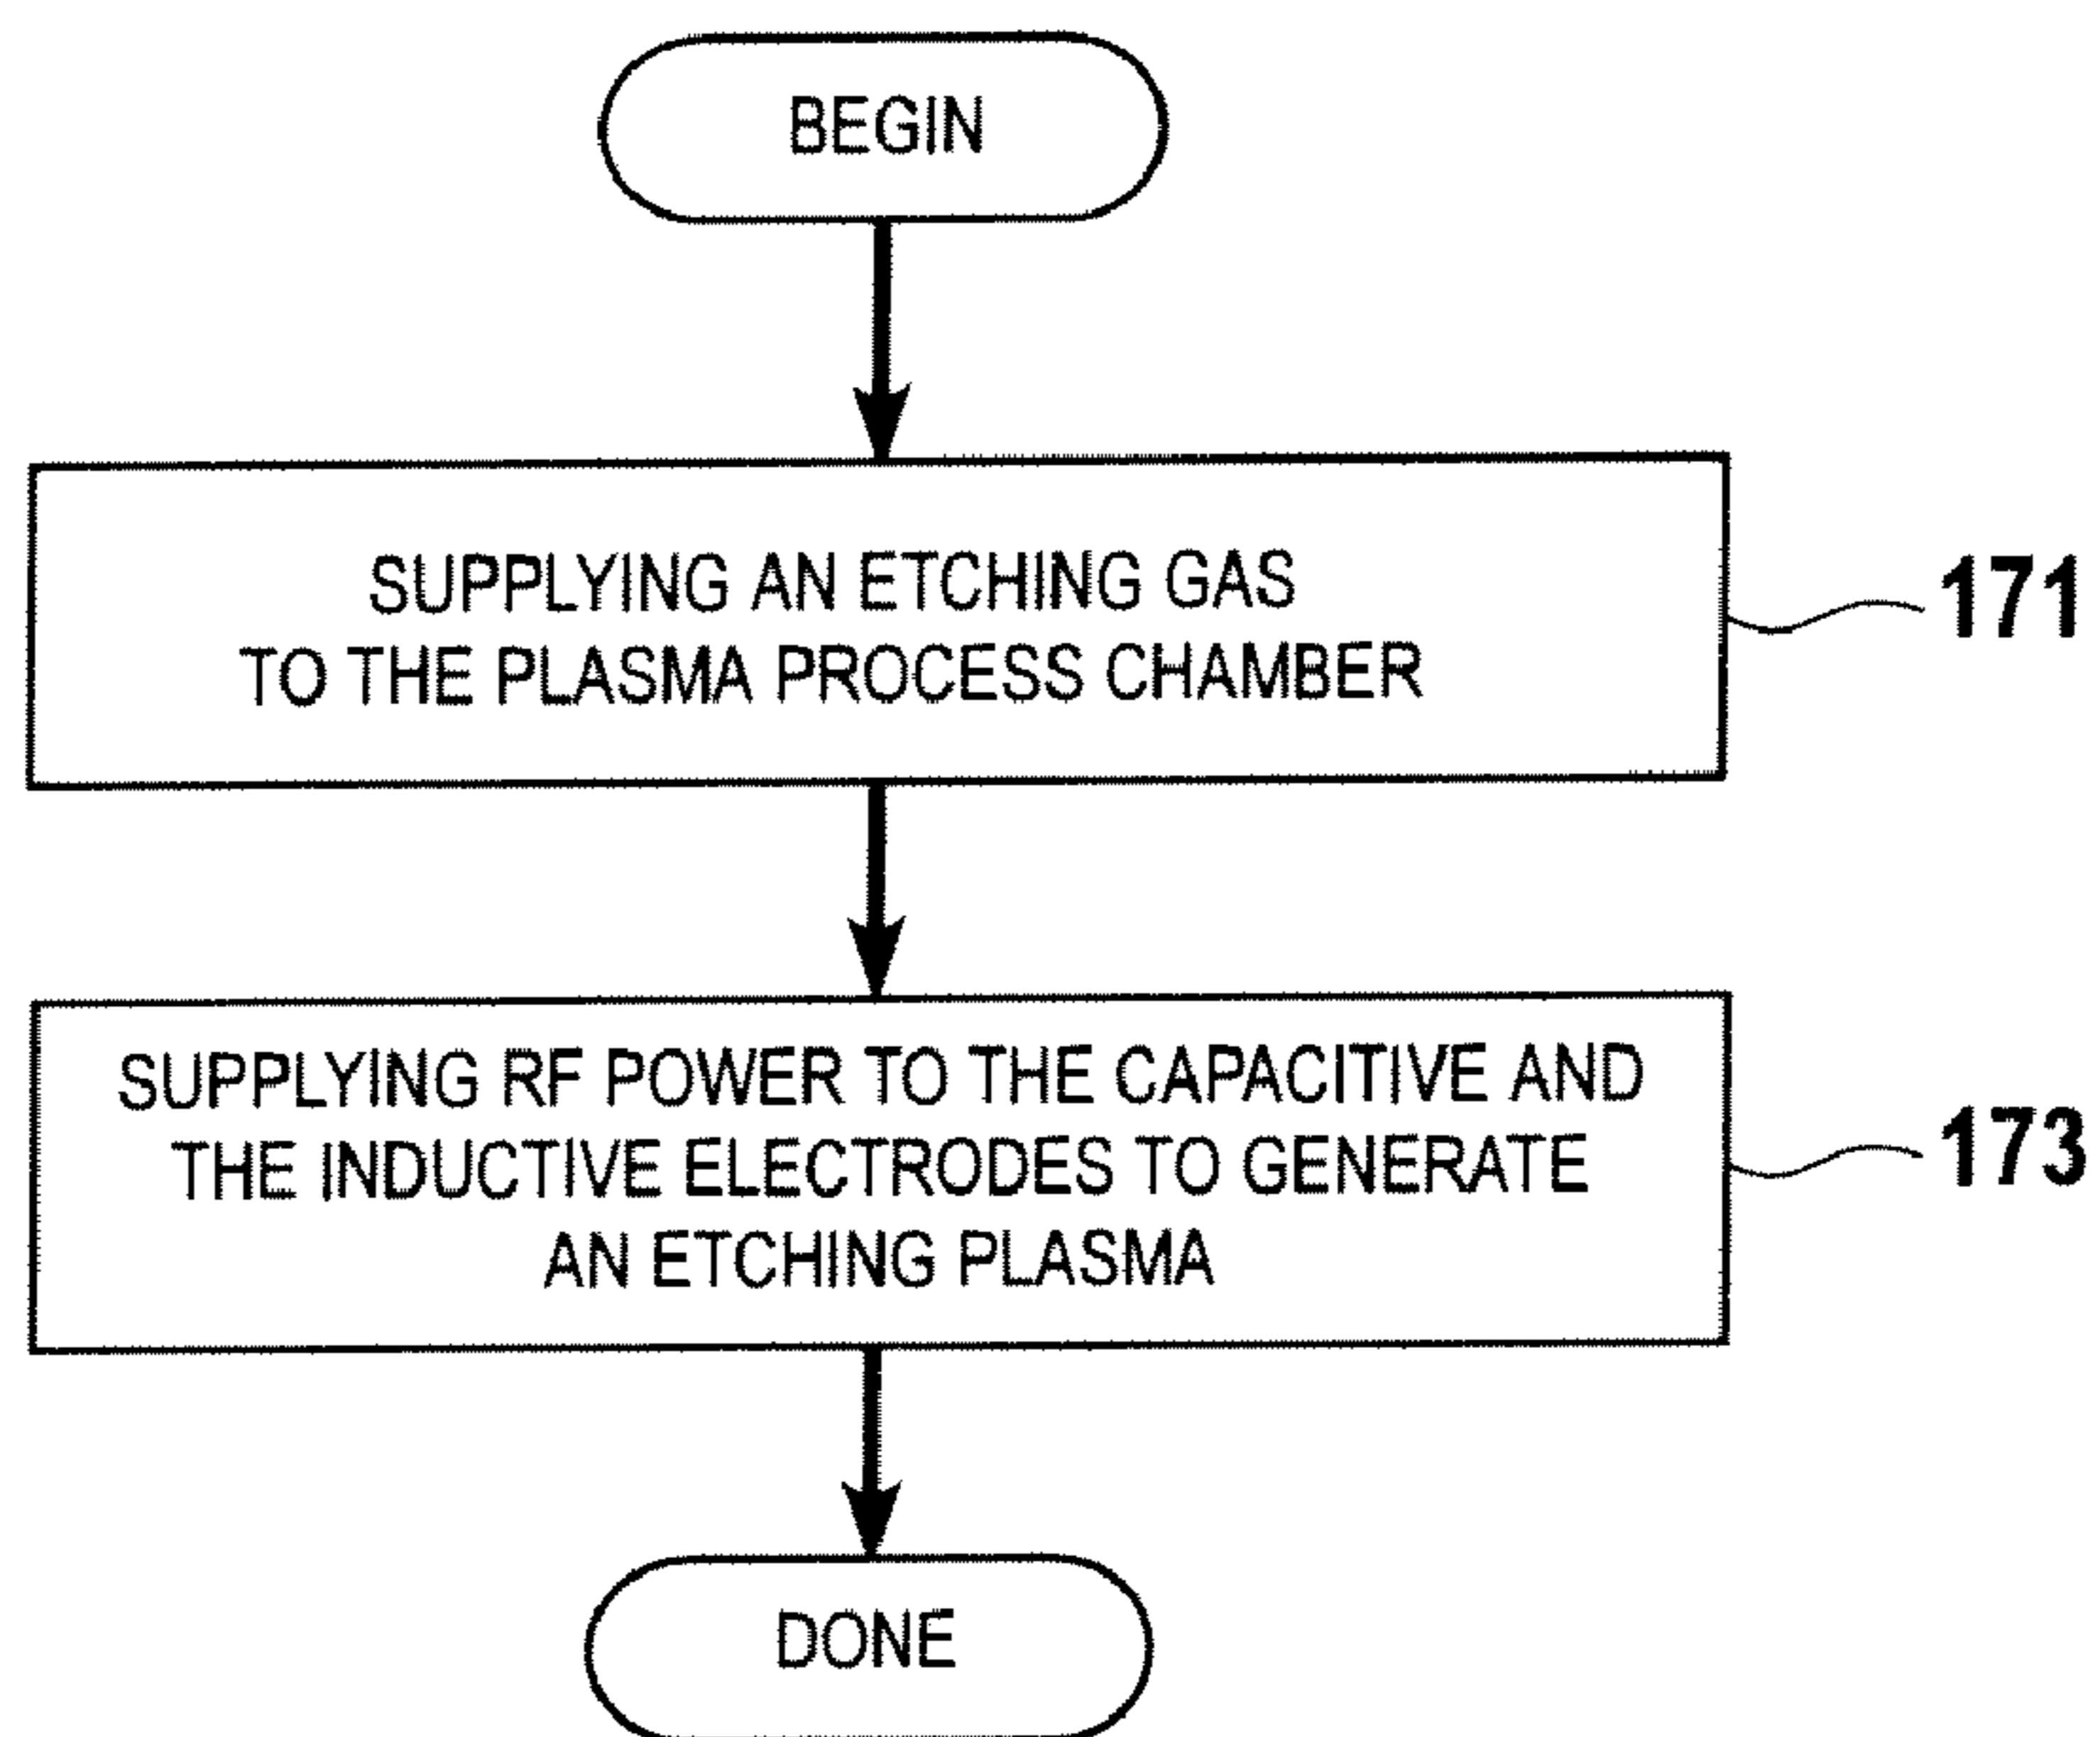 BEGIN
SUPPLYING AN ETCHING GAS
TO THE PLASMA PROCESS CHAMBER
171
SUPPLYING RF POWER TO THE CAPACITIVE AND
THE INDUCTIVE ELECTRODES TO GENERATE
AN ETCHING PLASMA
173
DONE